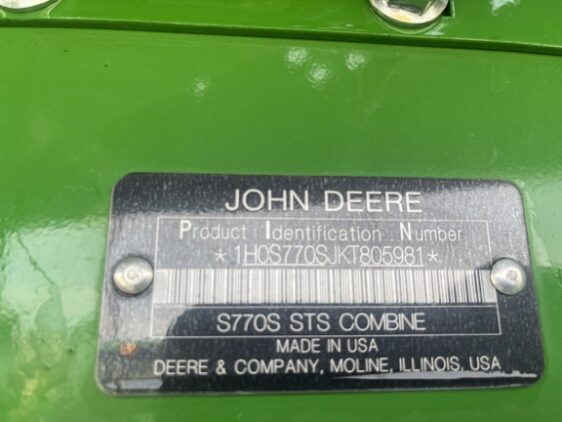 JOHN DEERE
Product Identification Number
*1H0S770SJKT805981*
S770S STS COMBINE
MADE IN USA
DEERE & COMPANY, MOLINE, ILLINOIS, USA